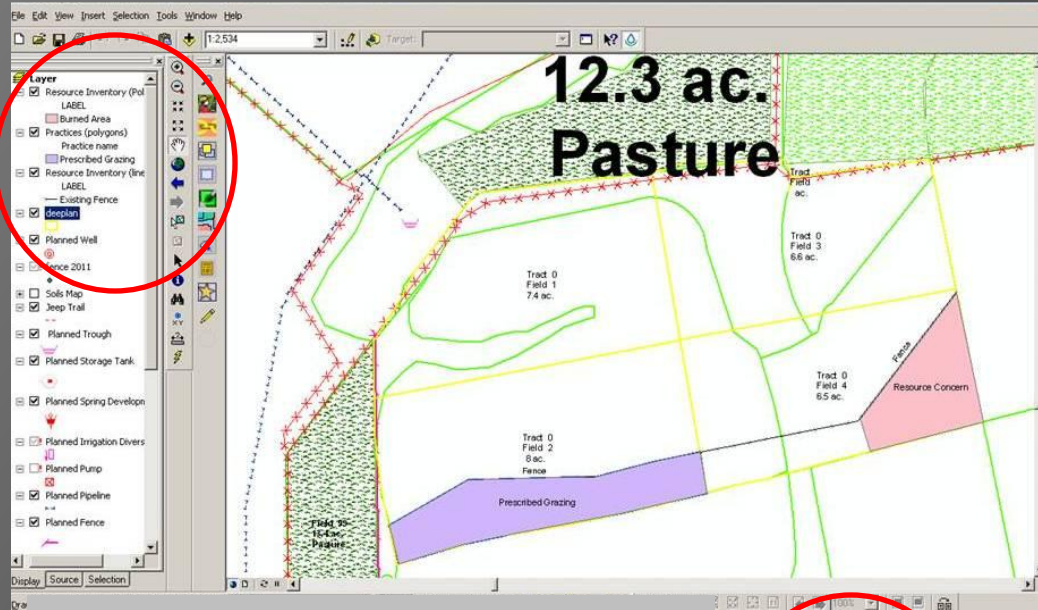 File Edit View Insert Selection Tools Window Help
1:2,534
Target:
Layer
Resource Inventory (Pol
LABEL
Burned Area
Practices (polygons)
Practice name
Prescribed Grazing
Resource Inventory (line
LABEL
Existing Fence
deeplan
Planned Well
Fence 2011
Soils Map
Jeep Trail
Planned Trough
Planned Storage Tank
Planned Spring Developn
Planned Irrigation Divers
Planned Pump
Planned Pipeline
Planned Fence
Display Source Selection
XY
12.3 ac.
Pasture
Tract
Field
ac.
Tract 0
Field 3
6.6 ac.
Tract 0
Field 1
7.4 ac.
Fence
Tract 0
Field 4
6.5 ac.
Resource Concern
Tract 0
Field 2
8 ac.
Fence
Prescribed Grazing
Pasture
Dra
100%